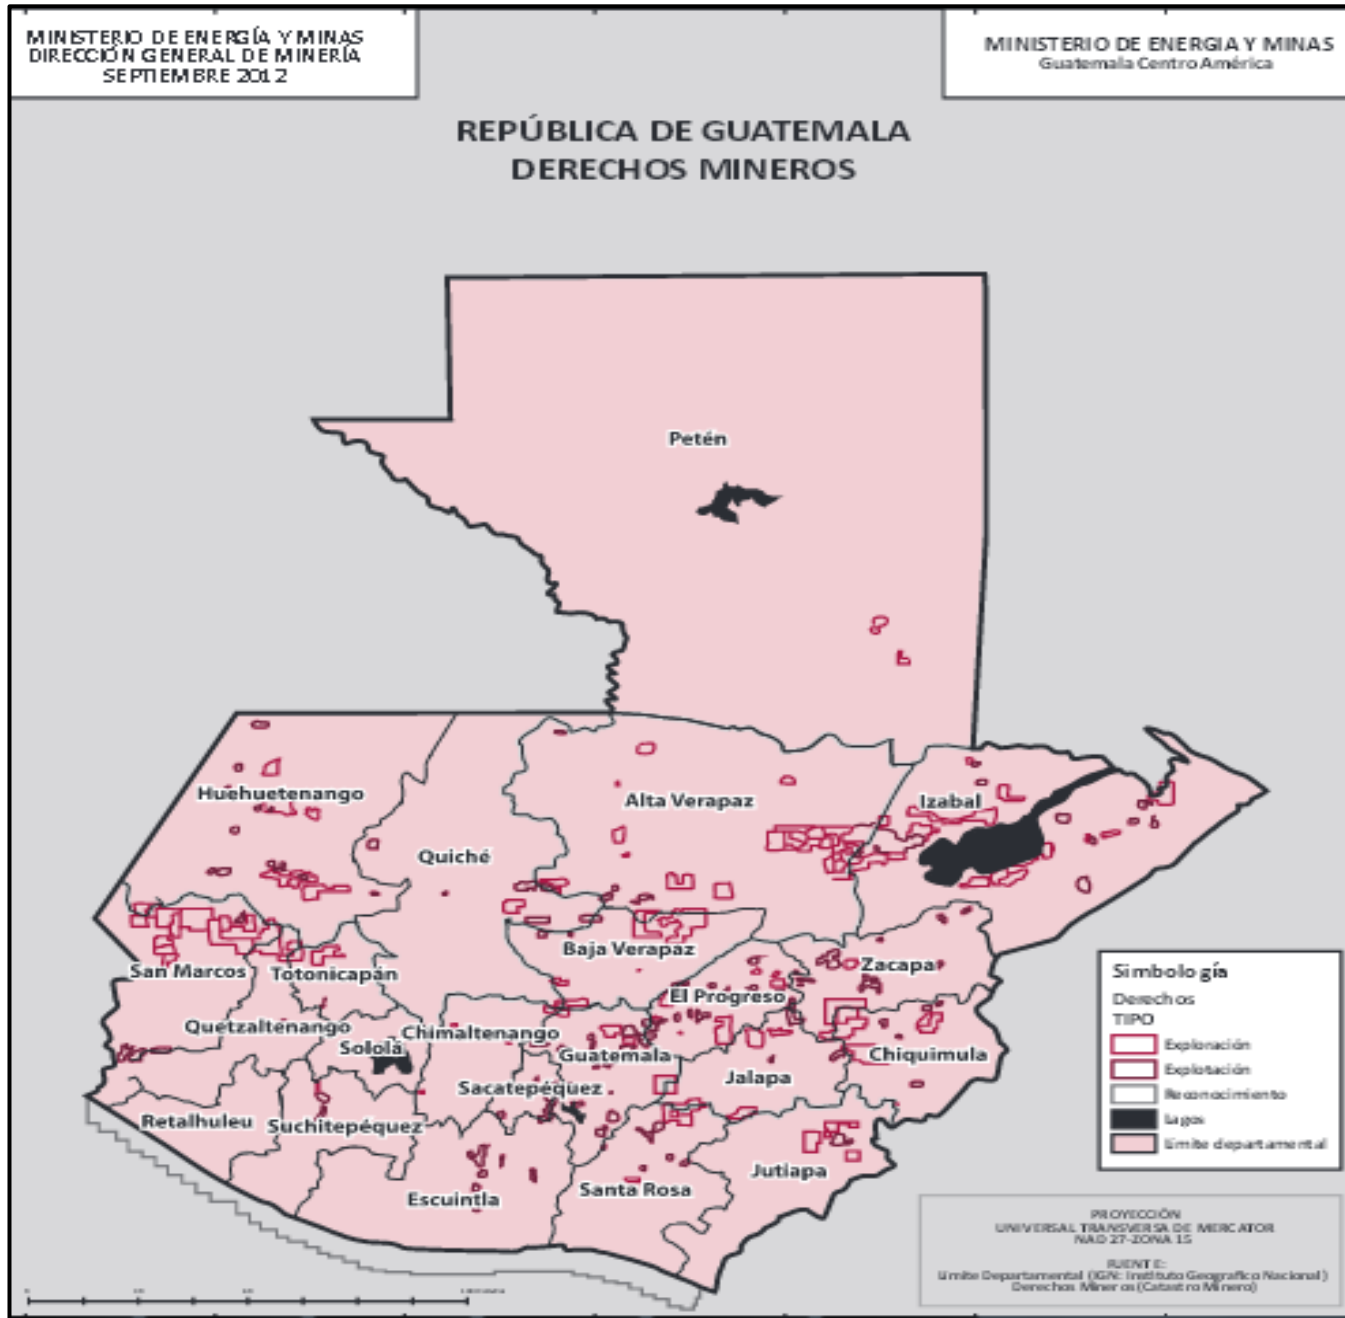 MINISTERIO DE ENERGÍA Y MINAS
DIRECCIÓN GENERAL DE MINERÍA
SEPTIEMBRE 2012
MINISTERIO DE ENERGIA Y MINAS
Guatemala Centro América
REPÚBLICA DE GUATEMALA
DERECHOS MINEROS
Petén
Huehuetenango
Alta Verapaz
Izabal
Quiché
Baja Verapaz
San Marcos
Totonicapán
Zacapa
El Progreso
Quetzaltenango
Chimaltenango
Sololá
Guatemala
Chiquimula
Sacatepéquez
Jalapa
Retalhuleu
Suchitepéquez
Jutiapa
Escuintla
Santa Rosa
Simbología
Derechos
TIPO
Exploración
Explotación
Reconocimiento
Lagos
Límite departamental
PROYECCIÓN
UNIVERSAL TRANSVERSA DE MERCATOR
NAD 27-ZONA 15
FUENTE:
Límite Departamental (IGN: Instituto Geografico Nacional)
Derechos Mineros (Catastro Minero)